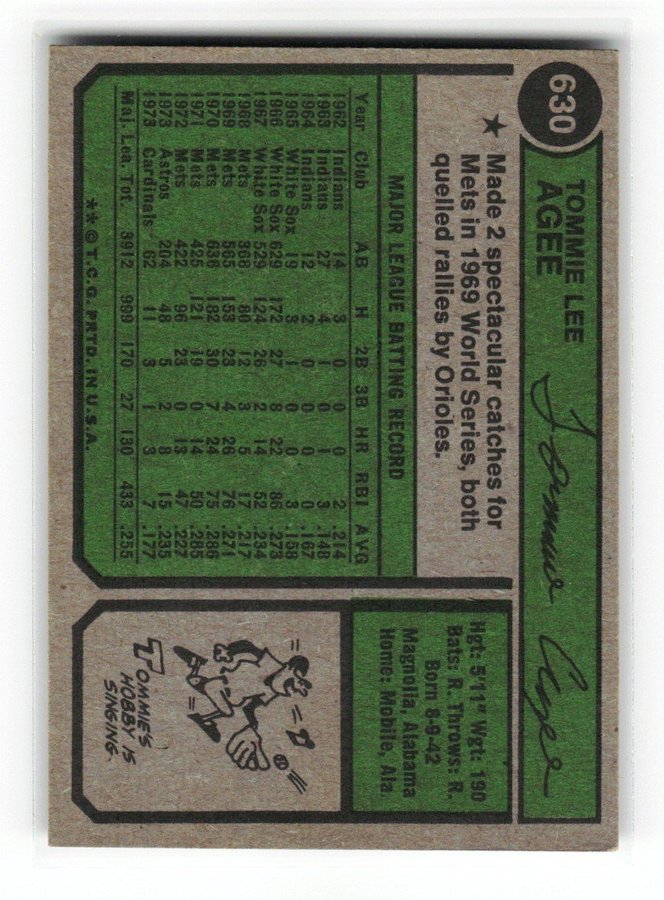 630
TOMMIE LEE
AGEE
Tommie Agee
★ Made 2 spectacular catches for
Mets in 1969 World Series, both
quelled rallies by Orioles.
MAJOR LEAGUE BATTING RECORD
Year Club AB H 2B 3B HR RBI AVG
1962 Indians 14 3 0 0 0 2 .214
1963 Indians 27 4 1 0 1 3 .148
1964 Indians 12 2 0 0 0 0 .167
1965 White Sox 19 3 1 0 0 3 .158
1966 White Sox 629 172 27 8 22 86 .273
1967 White Sox 529 124 26 2 14 52 .234
1968 Mets 368 80 12 3 5 17 .217
1969 Mets 565 153 23 4 26 76 .271
1970 Mets 636 182 30 7 24 75 .286
1971 Mets 425 121 19 0 14 50 .285
1972 Mets 422 96 23 0 13 47 .227
1973 Astros 204 48 5 2 8 15 .235
1973 Cardinals 62 11 3 1 3 7 .177
Maj. Lea. Tot. 3912 999 170 27 130 433 .255
**© T.C.G. PRTD. IN U.S.A.
Hgt: 5'11" Wgt: 190
Bats: R. Throws: R.
Born 8-9-42
Magnolia, Alabama
Home: Mobile, Ala.
TOMMIE'S
HOBBY IS
SINGING.